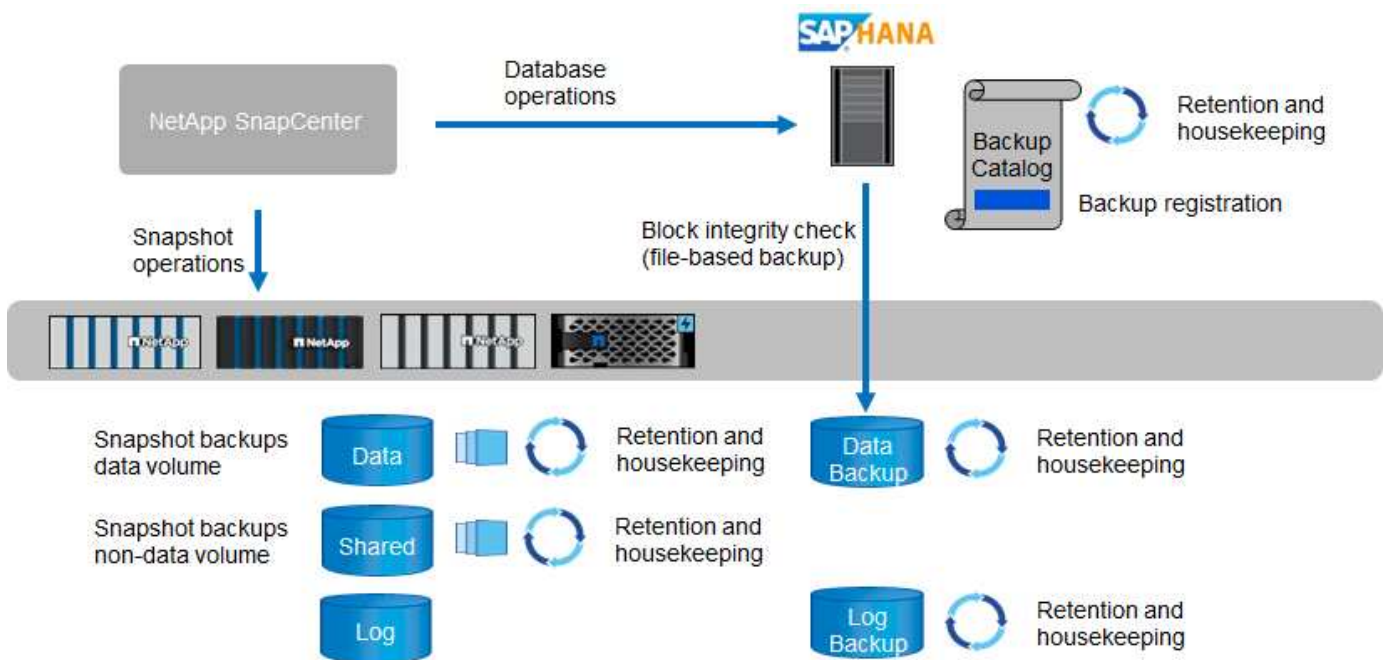 SAP HANA
Database
operations
NetApp SnapCenter
Retention and
housekeeping
Backup
Catalog
Backup registration
Snapshot
operations
Block integrity check
(file-based backup)
NetApp
NetApp
NetApp
Snapshot backups
data volume
Data
Retention and
housekeeping
Data
Backup
Retention and
housekeeping
Snapshot backups
non-data volume
Shared
Retention and
housekeeping
Log
Log
Backup
Retention and
housekeeping